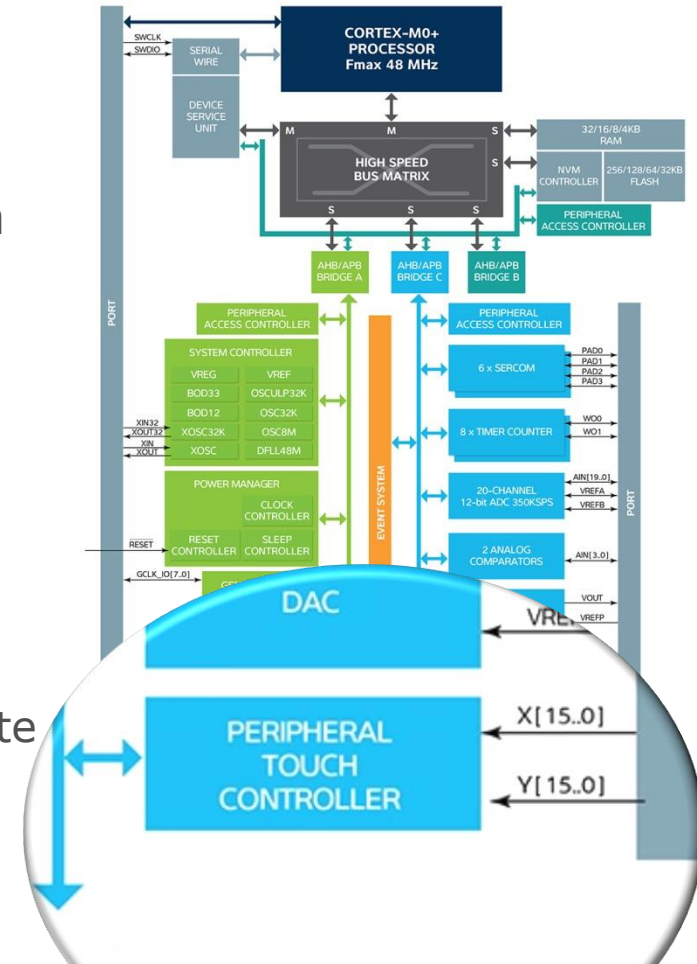 CORTEX-M0+
PROCESSOR
Fmax 48 MHz
SWCLK
SWDIO
SERIAL
WIRE
DEVICE
SERVICE
UNIT
M
M
S
S
HIGH SPEED
BUS MATRIX
S
S
S
32/16/8/4KB
RAM
NVM
CONTROLLER
256/128/64/32KB
FLASH
PERIPHERAL
ACCESS CONTROLLER
AHB/APB
BRIDGE A
AHB/APB
BRIDGE C
AHB/APB
BRIDGE B
PORT
PERIPHERAL
ACCESS CONTROLLER
SYSTEM CONTROLLER
VREG
VREF
BOD33
OSCULP32K
BOD12
OSC32K
XOSC32K
OSC8M
XOSC
DFLL48M
XIN32
XOUT32
XIN
XOUT
POWER MANAGER
CLOCK
CONTROLLER
RESET
CONTROLLER
SLEEP
CONTROLLER
RESET
GCLK_IO[7..0]
EVENT SYSTEM
PERIPHERAL
ACCESS CONTROLLER
6 x SERCOM
PAD0
PAD1
PAD2
PAD3
8 x TIMER COUNTER
WO0
WO1
20-CHANNEL
12-bit ADC 350KSPS
AIN[19..0]
VREFA
VREFB
2 ANALOG
COMPARATORS
AIN[3..0]
PORT
VOUT
VREFP
DAC
te
PERIPHERAL
TOUCH
CONTROLLER
X[15..0]
Y[15..0]